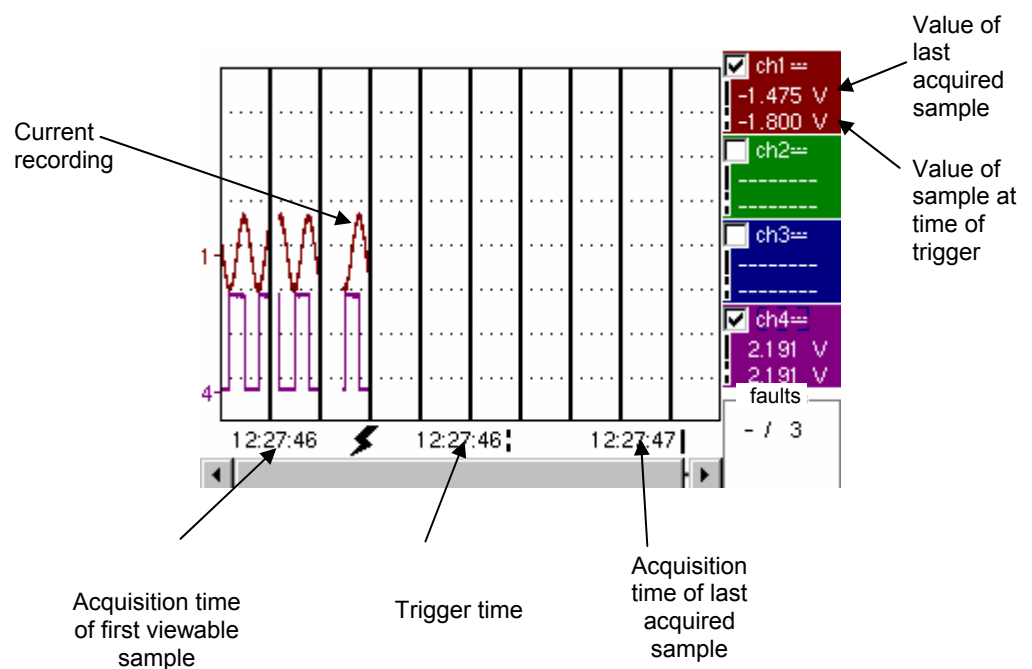 Value of
last
acquired
sample
ch1
-1.475 V
-1.800 V
Current
recording
ch2
--------
--------
Value of
sample at
time of
trigger
ch3
--------
--------
1
ch4
2.191 V
2.191 V
4
faults
- / 3
12:27:46
12:27:46
12:27:47
Acquisition time
of first viewable
sample
Trigger time
Acquisition
time of last
acquired
sample